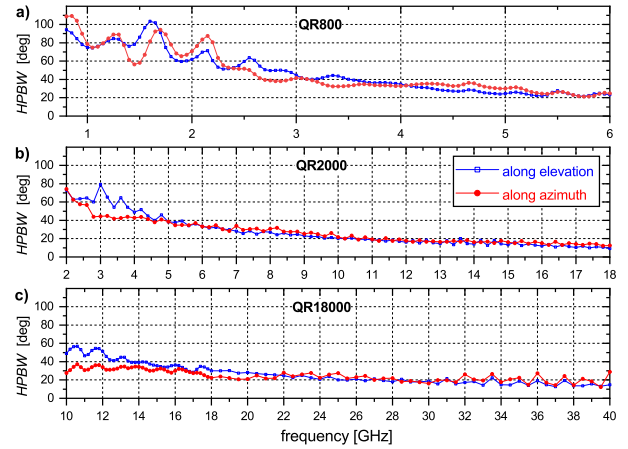 a)
QR800
HPBW [deg]
100
80
60
40
20
0
1 2 3 4 5 6
b)
QR2000
HPBW [deg]
100
80
60
40
20
0
along elevation
along azimuth
2 3 4 5 6 7 8 9 10 11 12 13 14 15 16 17 18
c)
QR18000
HPBW [deg]
100
80
60
40
20
0
10 12 14 16 18 20 22 24 26 28 30 32 34 36 38 40
frequency [GHz]